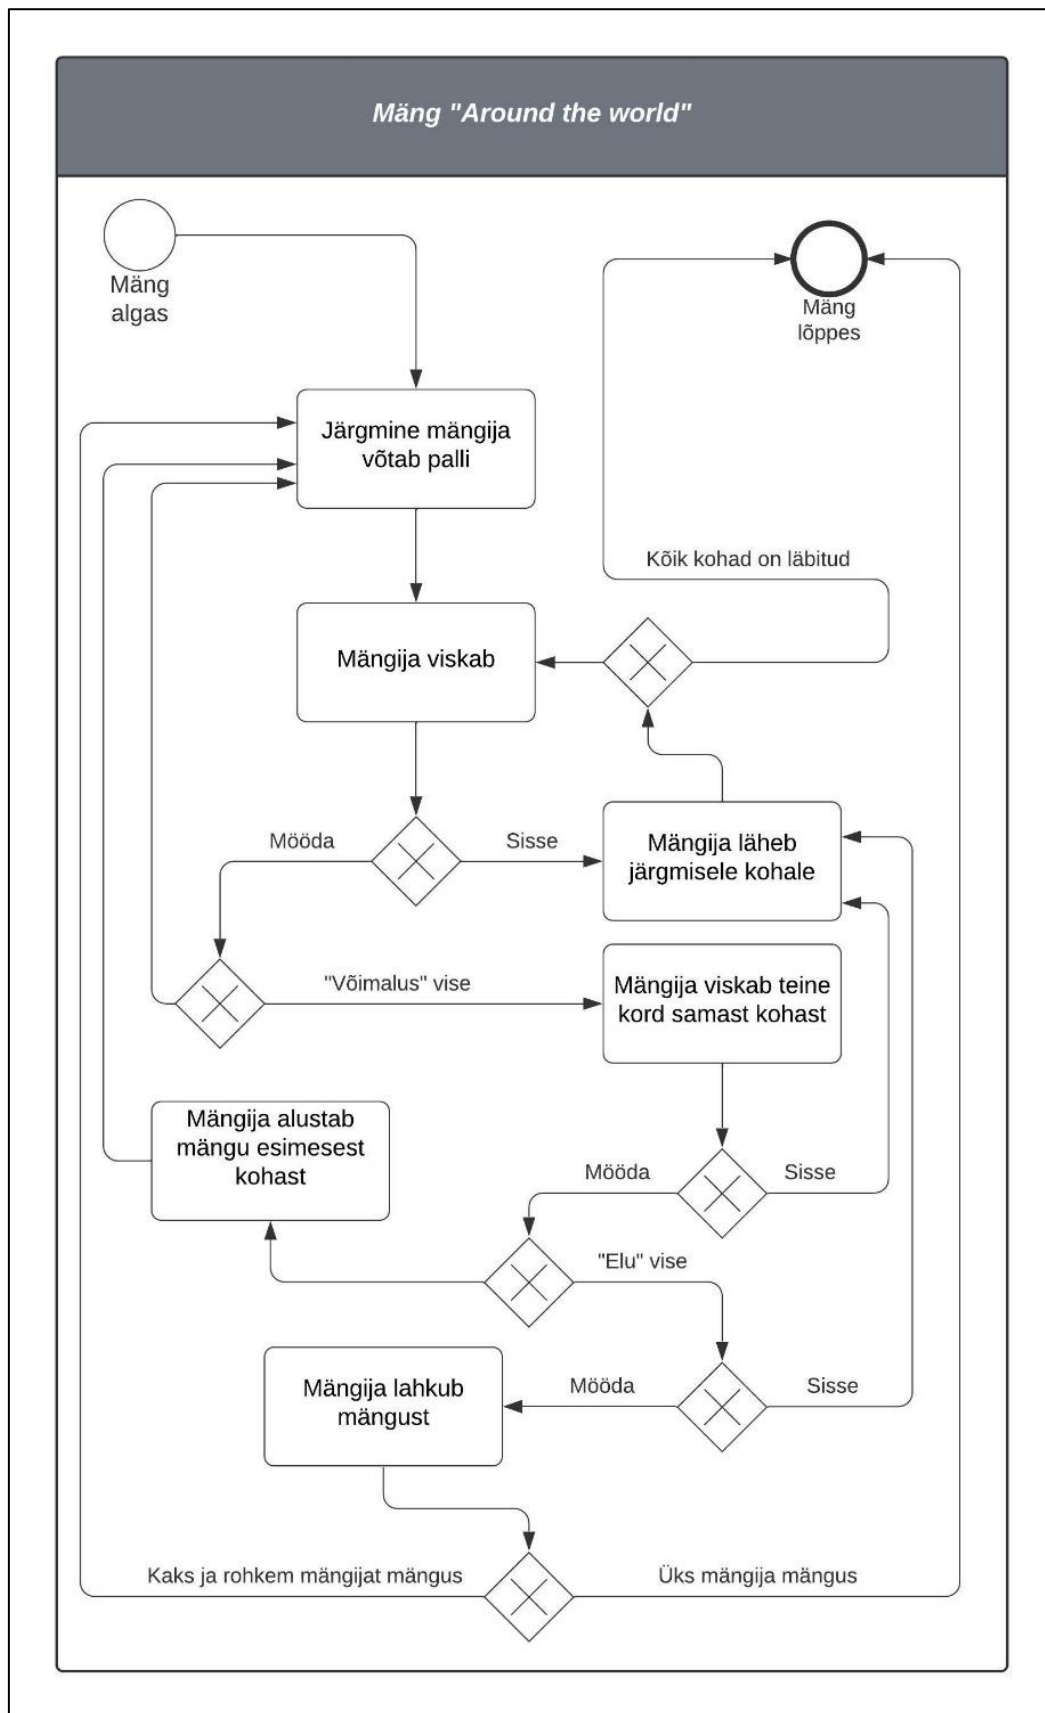 Mäng "Around the world"
Mäng
algas
Mäng
lõppes
Järgmine mängija
võtab palli
Kõik kohad on läbitud
Mängija viskab
Mööda
Sisse
Mängija läheb
järgmisele kohale
"Võimalus" vise
Mängija viskab teine
kord samast kohast
Mängija alustab
mängu esimesest
kohast
Mööda
Sisse
"Elu" vise
Mängija lahkub
mängust
Mööda
Sisse
Kaks ja rohkem mängijat mängus
Üks mängija mängus